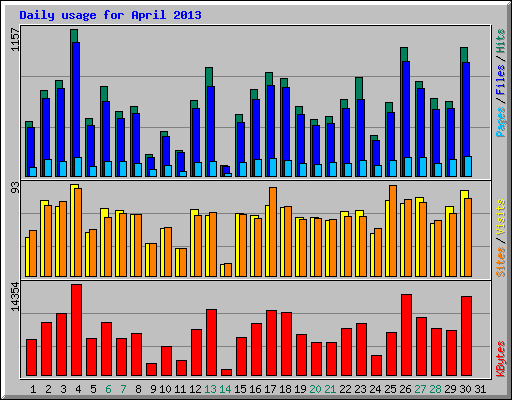 Daily usage for April 2013
1157
Pages / Files / Hits
93
Sites / Visits
14354
KBytes
1 2 3 4 5 6 7 8 9 10 11 12 13 14 15 16 17 18 19 20 21 22 23 24 25 26 27 28 29 30 31